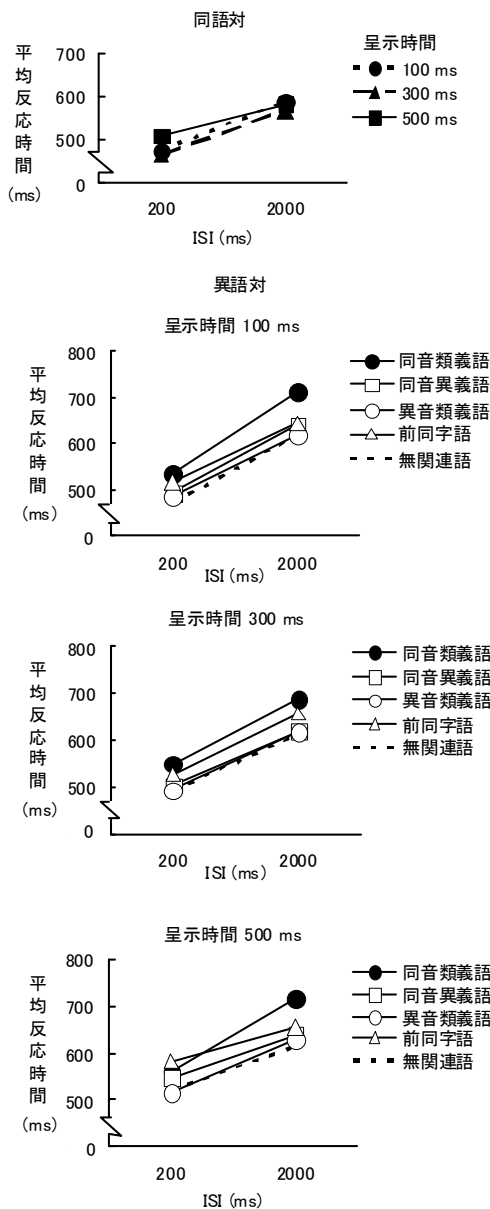 同語対
700
600
500
0
平均反応時間
(ms)
200
2000
ISI (ms)
呈示時間
100 ms
300 ms
500 ms
異語対
呈示時間 100 ms
800
700
600
500
0
平均反応時間
(ms)
200
2000
ISI (ms)
同音類義語
同音異義語
異音類義語
前同字語
無関連語
呈示時間 300 ms
800
700
600
500
0
平均反応時間
(ms)
200
2000
ISI (ms)
同音類義語
同音異義語
異音類義語
前同字語
無関連語
呈示時間 500 ms
800
700
600
500
0
平均反応時間
(ms)
200
2000
ISI (ms)
同音類義語
同音異義語
異音類義語
前同字語
無関連語